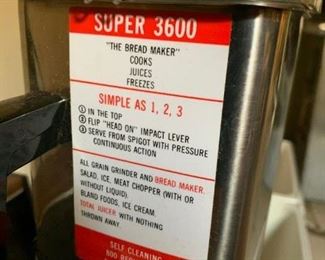 SUPER 3600
"THE BREAD MAKER"
COOKS
JUICES
FREEZES
SIMPLE AS 1, 2, 3
① IN THE TOP
② FLIP "HEAD ON" IMPACT LEVER
③ SERVE FROM SPIGOT WITH PRESSURE
CONTINUOUS ACTION
ALL GRAIN GRINDER AND BREAD MAKER.
SALAD, ICE, MEAT CHOPPER (WITH OR
WITHOUT LIQUID).
BLAND FOODS, ICE CREAM.
TOTAL JUICER WITH NOTHING
THROWN AWAY.
SELF CLEANING